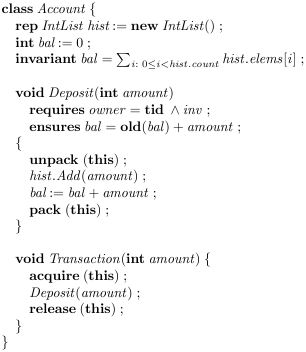 class Account {
rep IntList hist := new IntList() ;
int bal := 0 ;
invariant bal = ∑i: 0≤i<hist.count hist.elems[i] ;
void Deposit(int amount)
requires owner = tid ∧ inv ;
ensures bal = old(bal) + amount ;
{
unpack (this) ;
hist.Add(amount) ;
bal := bal + amount ;
pack (this) ;
}
void Transaction(int amount) {
acquire (this) ;
Deposit(amount) ;
release (this) ;
}
}